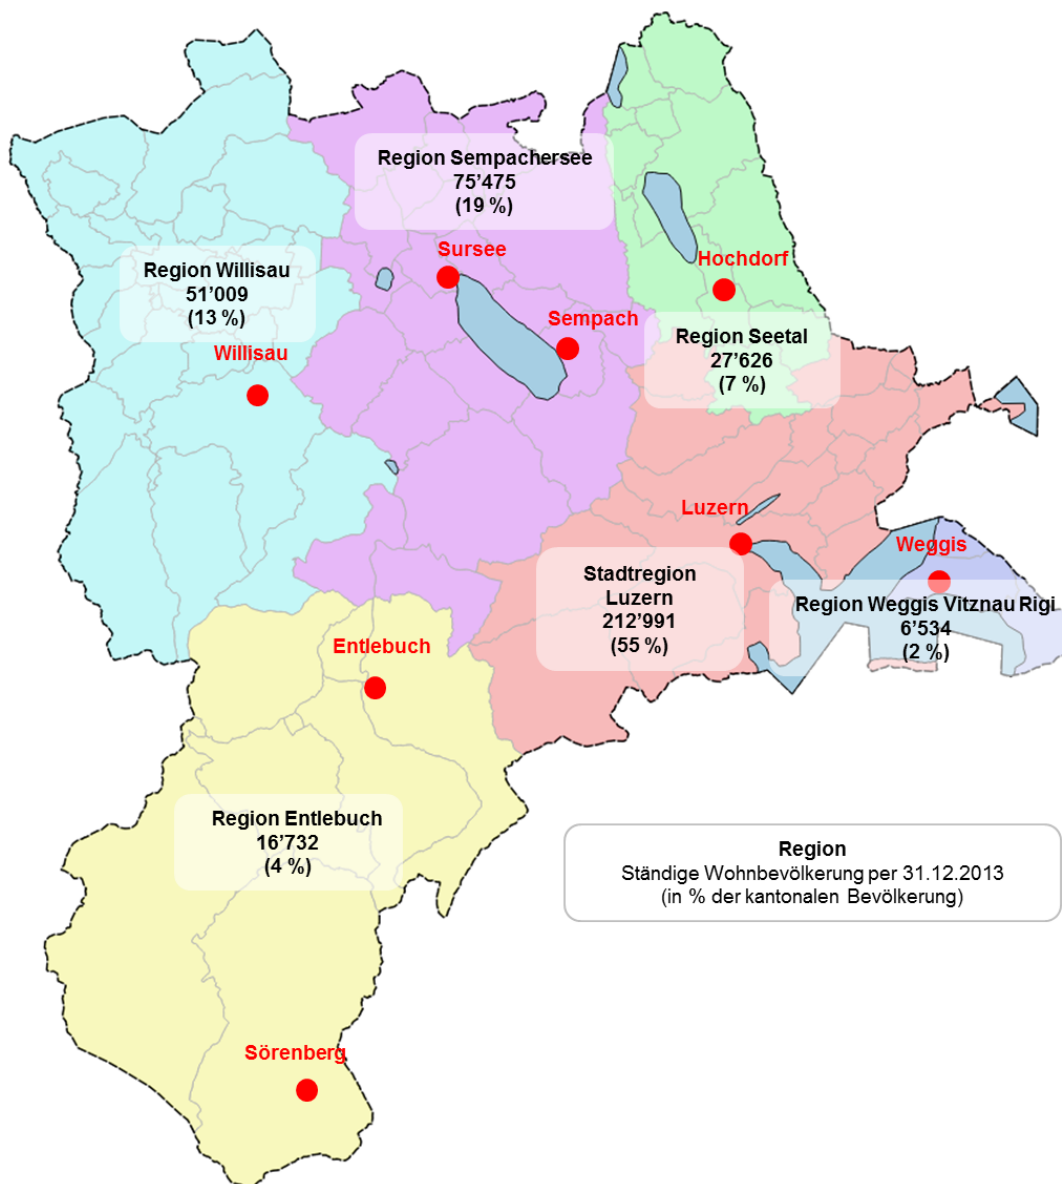 Region Sempachersee
75’475
(19 %)
Sursee
Hochdorf
Region Willisau
51’009
(13 %)
Sempach
Region Seetal
27’626
(7 %)
Willisau
Luzern
Weggis
Stadtregion
Luzern
212’991
(55 %)
Region Weggis Vitznau Rigi
6’534
(2 %)
Entlebuch
Region Entlebuch
16’732
(4 %)
Region
Ständige Wohnbevölkerung per 31.12.2013
(in % der kantonalen Bevölkerung)
Sörenberg